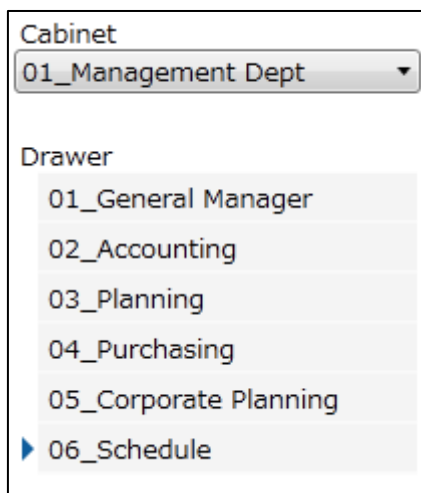 Cabinet
01_Management Dept
Drawer
01_General Manager
02_Accounting
03_Planning
04_Purchasing
05_Corporate Planning
06_Schedule